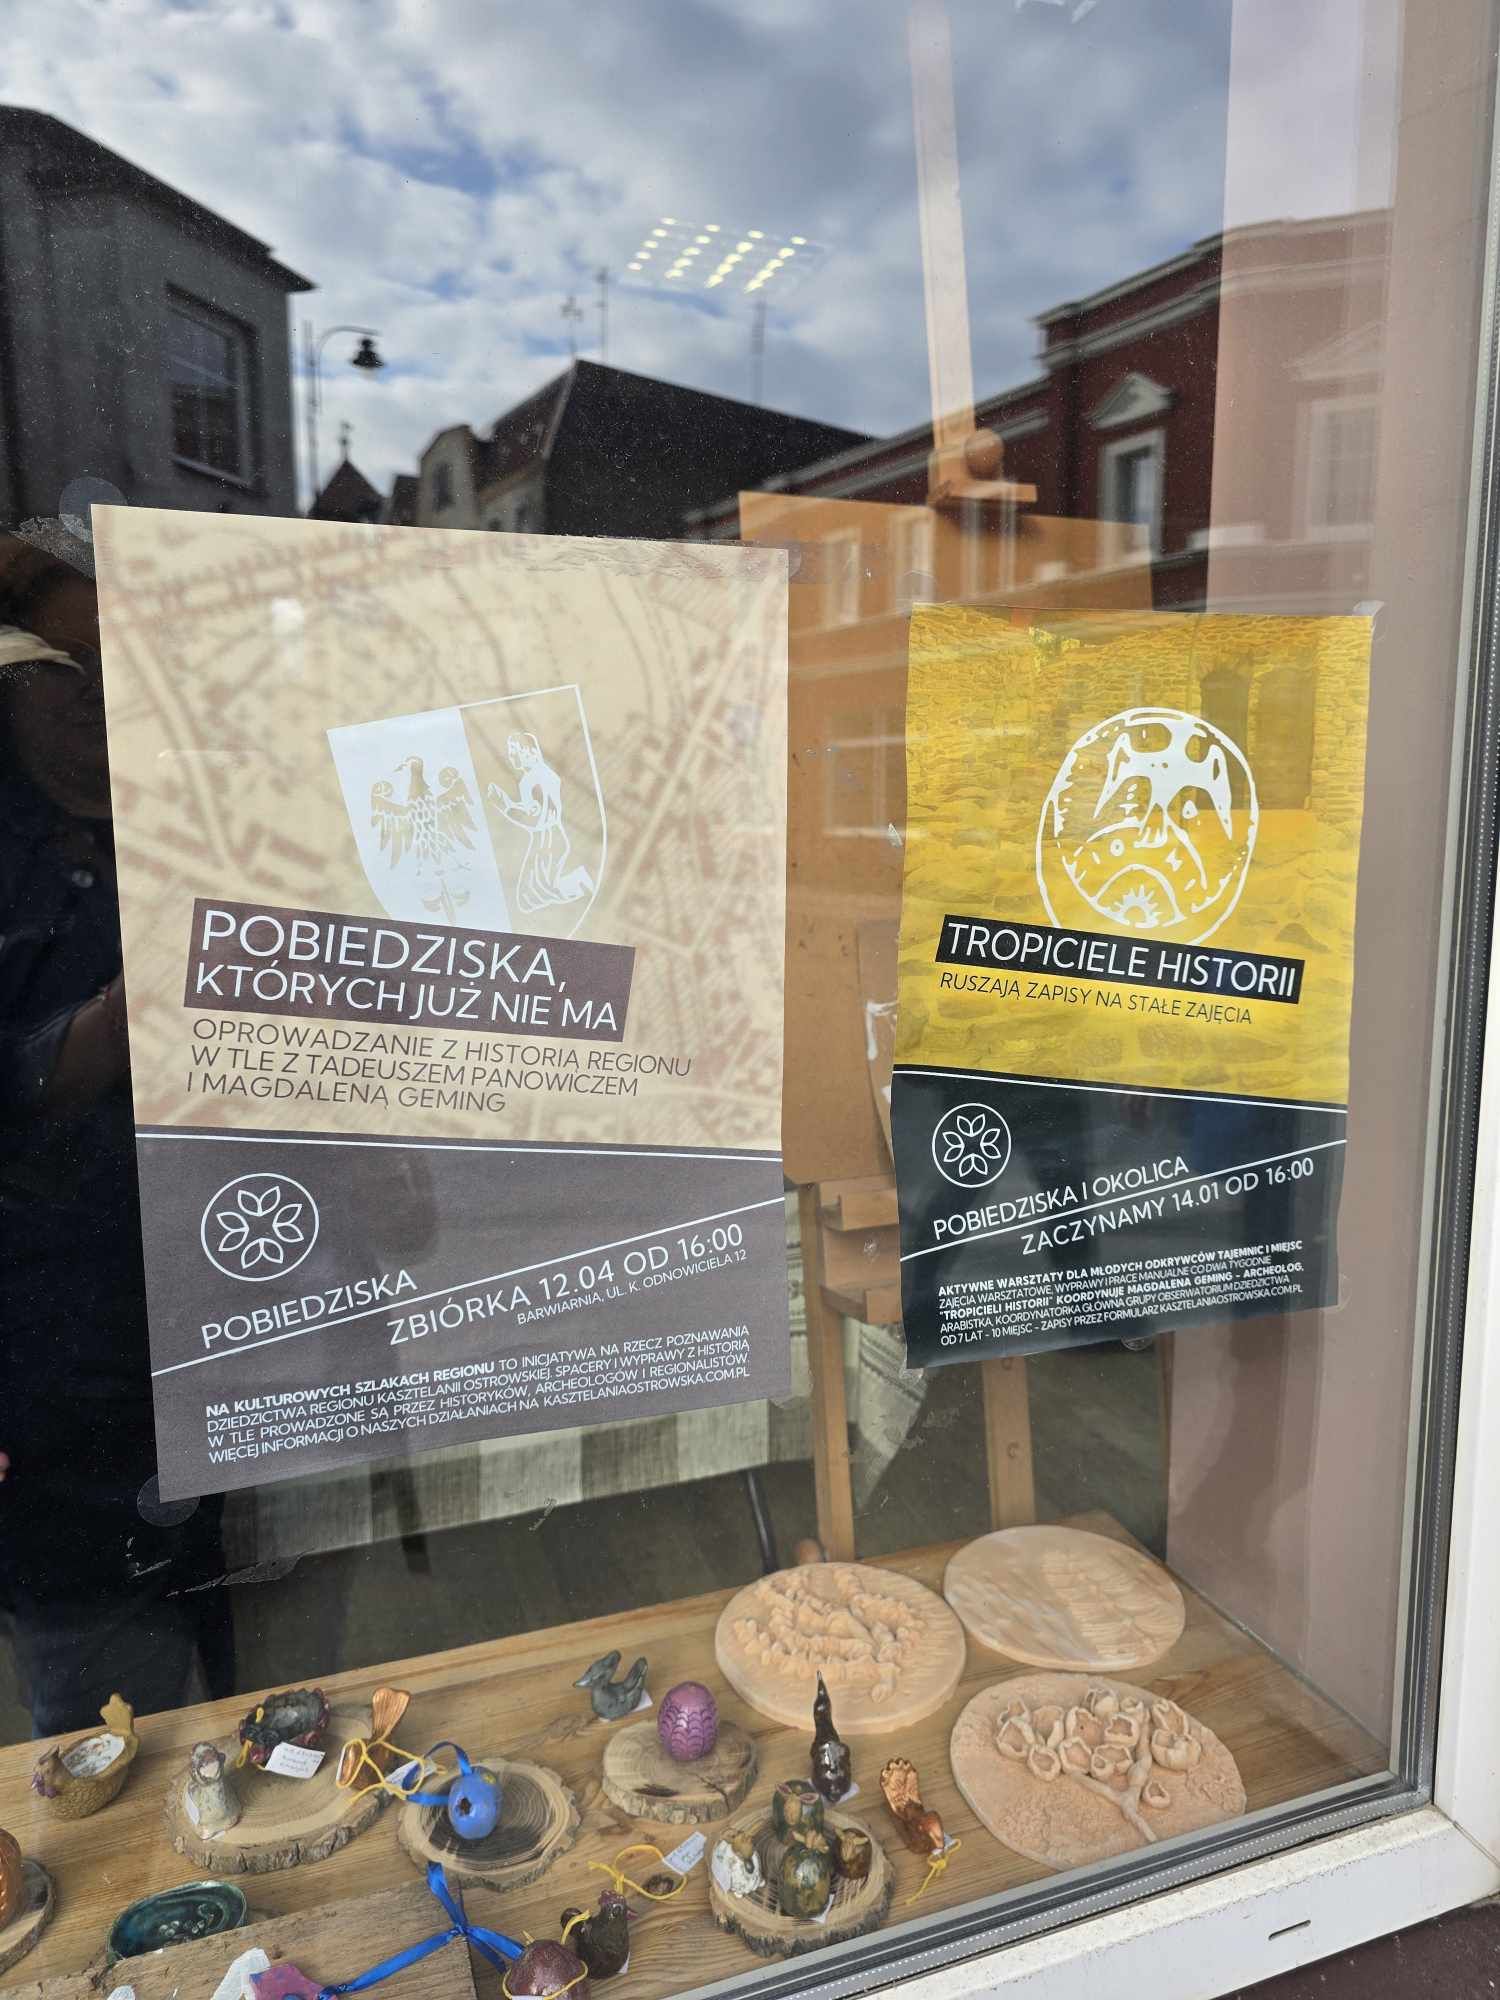 POBIEDZISKA,
KTÓRYCH JUŻ NIE MA
OPROWADZANIE Z HISTORIĄ REGIONU
W TLE Z TADEUSZEM PANOWICZEM
I MAGDALENĄ GEMING
POBIEDZISKA
ZBIÓRKA 12.04 OD 16:00
BARWIARNIA, UL. K. ODNOWICIELA 12
NA KULTUROWYCH SZLAKACH REGIONU TO INICJATYWA NA RZECZ POZNAWANIA
DZIEDZICTWA REGIONU KASZTELANII OSTROWSKIEJ. SPACERY I WYPRAWY Z HISTORIĄ
W TLE PROWADZONE SĄ PRZEZ HISTORYKÓW, ARCHEOLOGÓW I REGIONALISTÓW.
WIĘCEJ INFORMACJI O NASZYCH DZIAŁANIACH NA KASZTELANIAOSTROWSKA.COM.PL
TROPICIELE HISTORII
RUSZAJĄ ZAPISY NA STAŁE ZAJĘCIA
POBIEDZISKA I OKOLICA
ZACZYNAMY 14.01 OD 16:00
AKTYWNE WARSZTATY DLA MŁODYCH ODKRYWCÓW TAJEMNIC I MIEJSC
ZAJĘCIA WARSZTATOWE, WYPRAWY I PRACE MANUALNE CO DWA TYGODNIE
"TROPICIELI HISTORII" KOORDYNUJE MAGDALENA GEMING - ARCHEOLOG,
ARABISTKA, KOORDYNATORKA GŁÓWNA GRUPY OBSERWATORIUM DZIEDZICTWA
OD 7 LAT - 10 MIEJSC - ZAPISY PRZEZ FORMULARZ KASZTELANIAOSTROWSKA.COM.PL